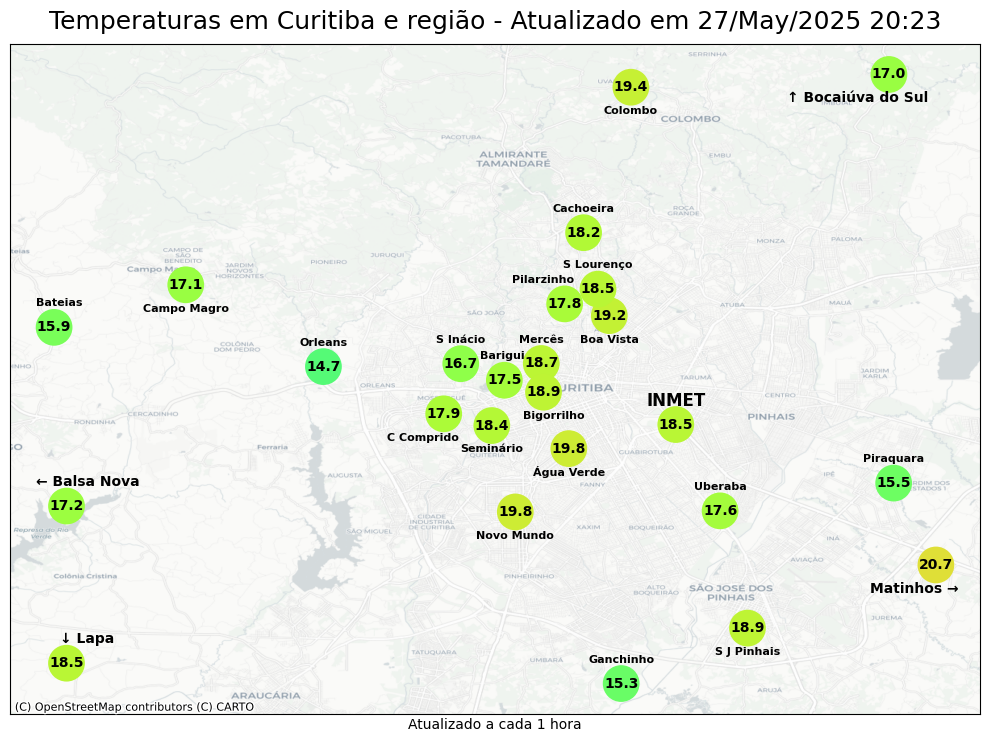 Temperaturas em Curitiba e região - Atualizado em 27/May/2025 20:23
SERRINHA
19.4
Colombo
17.0
↑ Bocaiúva do Sul
COLOMBO
PACOTUBA
ALMIRANTE
TAMANDARÉ
EMBU
Cachoeira
18.2
ROÇA
GRANDE
MONZA
PALOMA
CAMPO DE
SÃO
BENEDITO
JARDIM
NOVOS
HORIZONTES
PIONEIRO
JURUQUI
S Lourenço
18.5
Pilarzinho
17.8
17.1
Campo Magro
Bateias
15.9
SÃO JOÃO
19.2
Boa Vista
ATUBA
MAUÁ
COLÔNIA
DOM PEDRO
Orleans
14.7
S Inácio
16.7
Barigui
17.5
Mercês
18.7
18.9
Bigorrilho
ORLEANS
TARUMÃ
JARDIM
KARLA
CENTRO
INMET
18.5
PINHAIS
CERCADINHO
RONDINHA
17.9
C Comprido
18.4
Seminário
Ferraria
19.8
Água Verde
GUABIROTUBA
Piraquara
15.5
AUGUSTA
FANNY
IPÊ
← Balsa Nova
17.2
Uberaba
17.6
19.8
Novo Mundo
CIDADE
INDUSTRIAL
DE CURITIBA
SÃO MIGUEL
XAXIM
BOQUEIRÃO
INÁ
AVIAÇÃO
20.7
Matinhos →
Colônia Cristina
PINHEIRINHO
ALTO
BOQUEIRÃO
SÃO JOSÉ DOS
PINHAIS
JUREMA
↓ Lapa
18.5
18.9
S J Pinhais
TATUQUARA
UMBARÁ
Ganchinho
15.3
ARUJÁ
ARAUCÁRIA
(C) OpenStreetMap contributors (C) CARTO
Atualizado a cada 1 hora